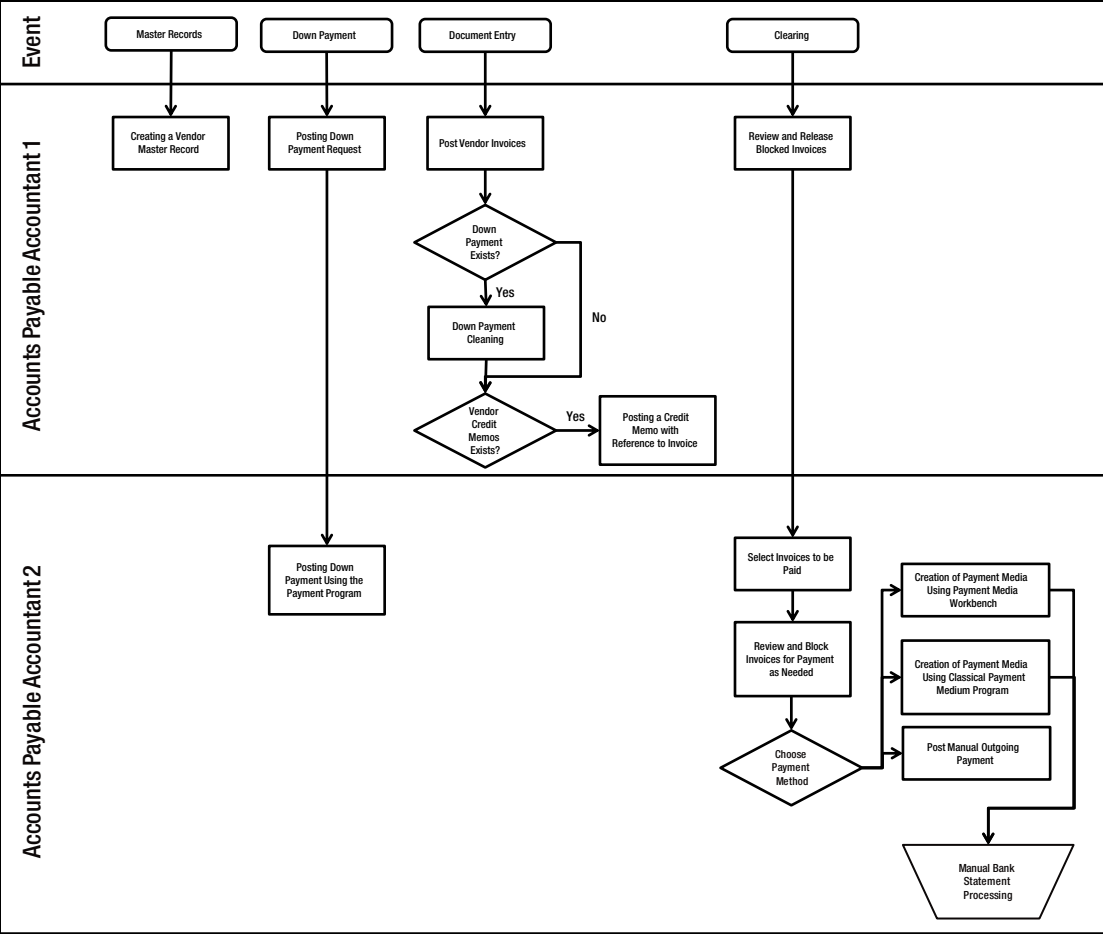 Event
Master Records
Down Payment
Document Entry
Clearing
Accounts Payable Accountant 1
Creating a Vendor
Master Record
Posting Down
Payment Request
Post Vendor Invoices
Review and Release
Blocked Invoices
Down
Payment
Exists?
Yes
No
Down Payment
Cleaning
Vendor
Credit
Memos
Exists?
Yes
Posting a Credit
Memo with
Reference to Invoice
Accounts Payable Accountant 2
Posting Down
Payment Using the
Payment Program
Select Invoices to be
Paid
Review and Block
Invoices for Payment
as Needed
Choose
Payment
Method
Creation of Payment Media
Using Payment Media
Workbench
Creation of Payment Media
Using Classical Payment
Medium Program
Post Manual Outgoing
Payment
Manual Bank
Statement
Processing